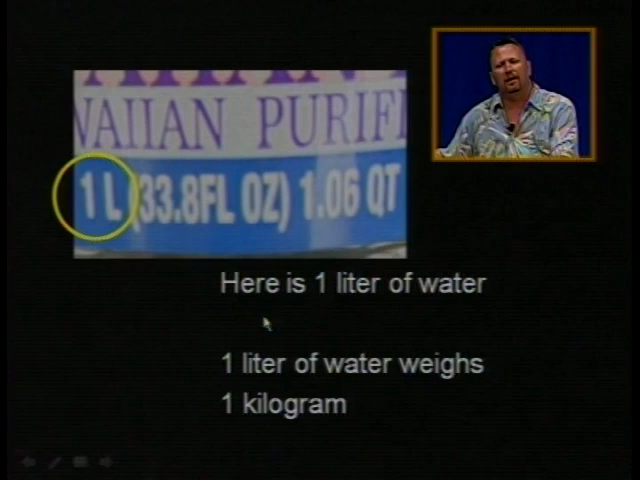 WAIIAN PURIFI
1 L (33.8FL OZ) 1.06 QT
Here is 1 liter of water
1 liter of water weighs
1 kilogram